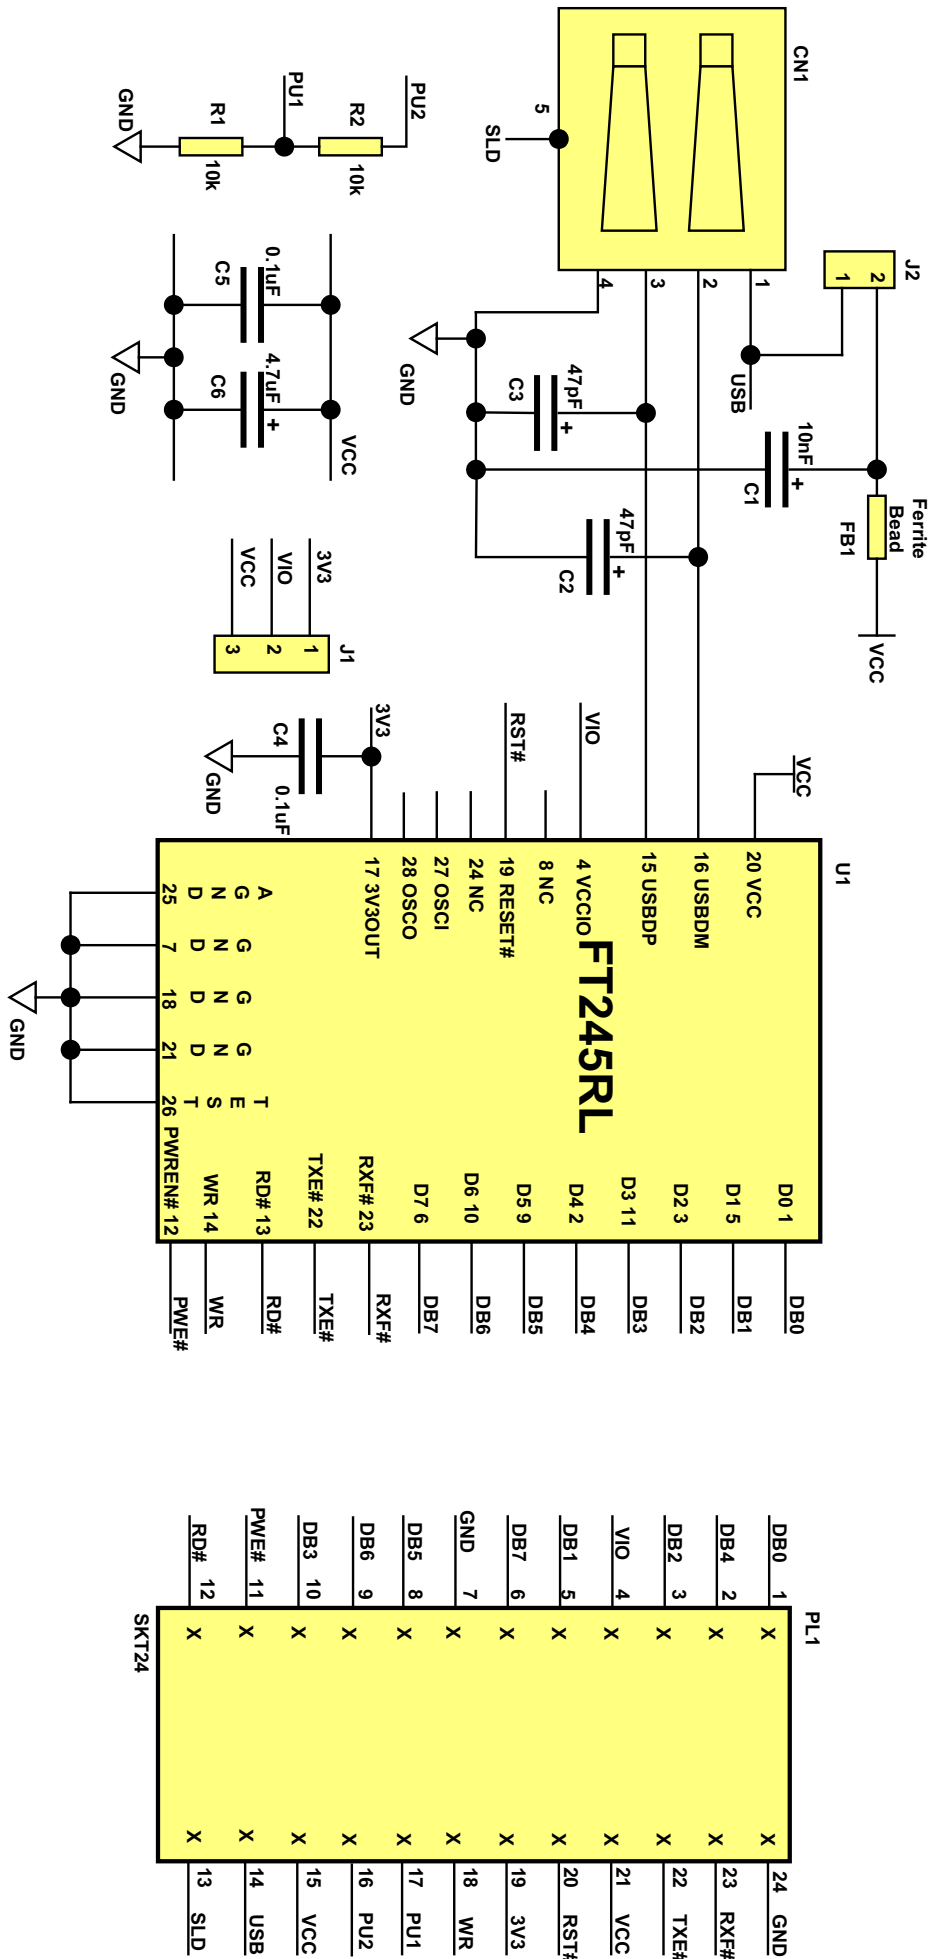 CN1
5
SLD
1
2
3
4
J2
2
1
USB
GND
47pF
C3
+
10nF
C1
+
47pF
C2
+
Ferrite
Bead
FB1
VCC
PU2
PU1
R2
10k
R1
10k
GND
0.1uF
C5
4.7uF
C6
+
VCC
GND
3V3
VIO
VCC
1
2
3
J1
3V3
C4
0.1uF
GND
RST#
VIO
VCC
U1
FT245RL
20 VCC
16 USBDM
15 USBDP
4 VCCIO
8 NC
19 RESET#
24 NC
27 OSCI
28 OSCO
17 3V3OUT
AGND
25
GND
7
GND
18
GND
21
TEST
26
GND
D0 1
D1 5
D2 3
D3 11
D4 2
D5 9
D6 10
D7 6
RXF# 23
TXE# 22
RD# 13
WR 14
PWREN# 12
DB0
DB1
DB2
DB3
DB4
DB5
DB6
DB7
RXF#
TXE#
RD#
WR
PWE#
PL1
DB0 1 X
DB4 2 X
DB2 3 X
VIO 4 X
DB1 5 X
DB7 6 X
GND 7 X
DB5 8 X
DB6 9 X
DB3 10 X
PWE# 11 X
RD# 12 X
X 24 GND
X 23 RXF#
X 22 TXE#
X 21 VCC
X 20 RST#
X 19 3V3
X 18 WR
X 17 PU1
X 16 PU2
X 15 VCC
X 14 USB
X 13 SLD
SKT24